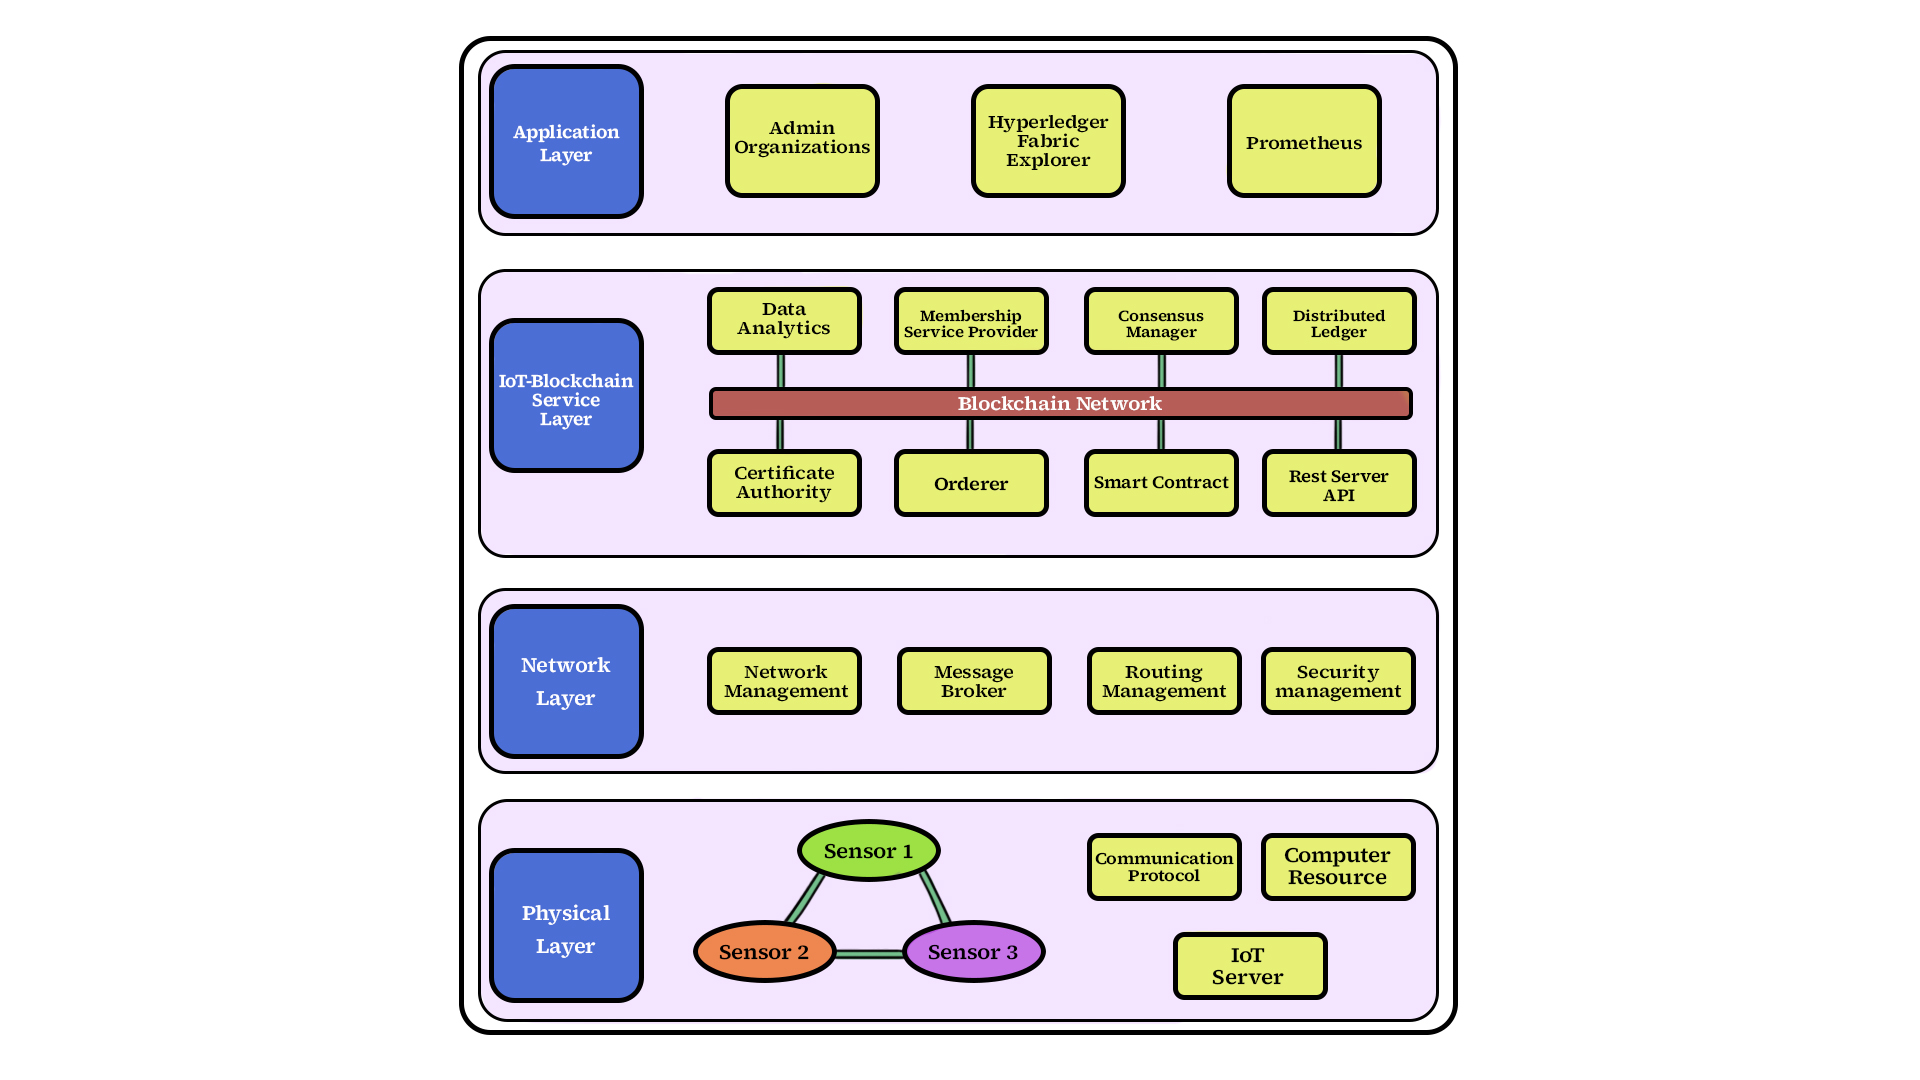 Application
Layer
Admin
Organizations
Hyperledger
Fabric
Explorer
Prometheus
IoT-Blockchain
Service
Layer
Data
Analytics
Membership
Service Provider
Consensus
Manager
Distributed
Ledger
Blockchain Network
Certificate
Authority
Orderer
Smart Contract
Rest Server
API
Network
Layer
Network
Management
Message
Broker
Routing
Management
Security
management
Physical
Layer
Sensor 1
Sensor 2
Sensor 3
Communication
Protocol
Computer
Resource
IoT
Server